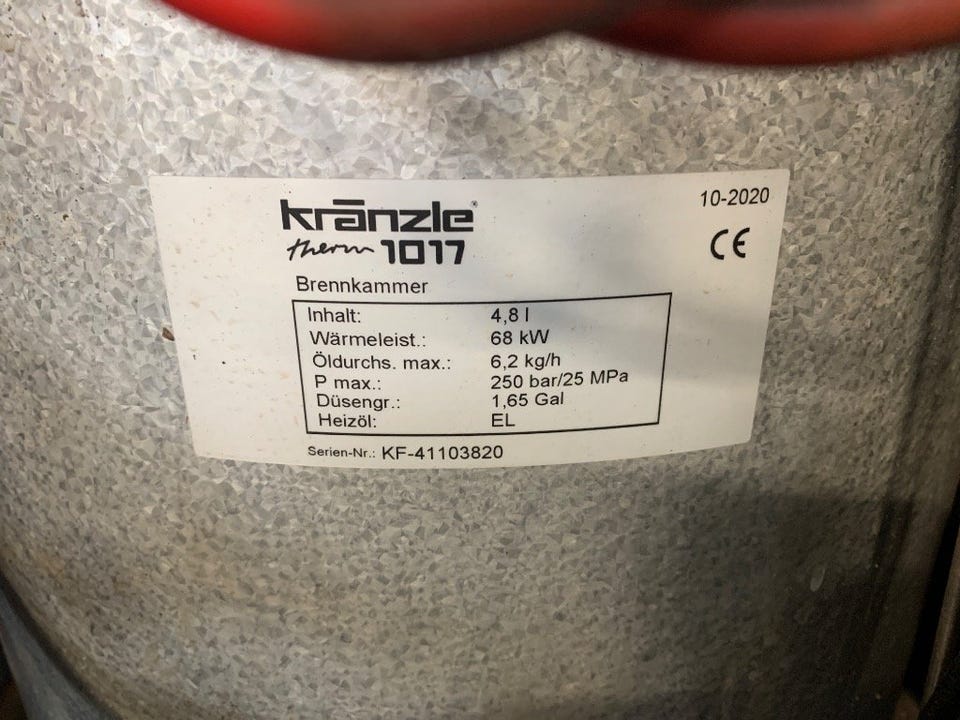 kränzle
therm 1017
10-2020
CE
Brennkammer
Inhalt: 4,8 l
Wärmeleist.: 68 kW
Öldurchs. max.: 6,2 kg/h
P max.: 250 bar/25 MPa
Düsengr.: 1,65 Gal
Heizöl: EL
Serien-Nr.: KF-41103820